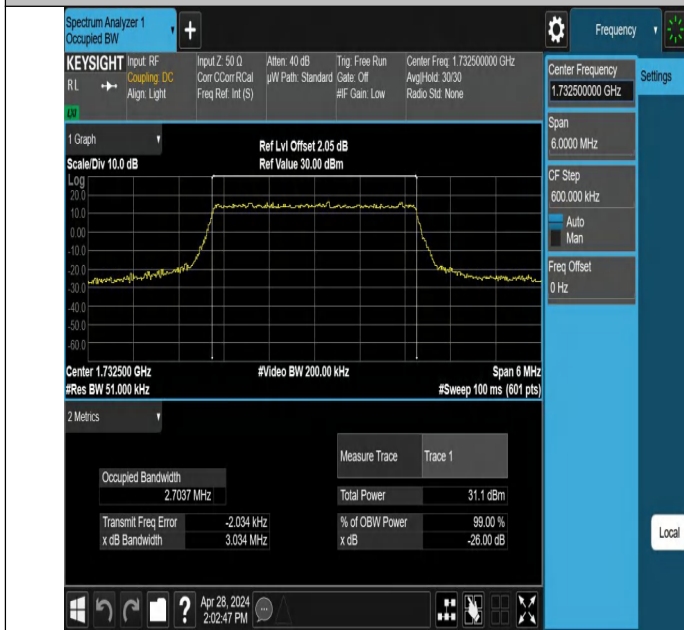 Spectrum Analyzer 1
Occupied BW
+
Frequency
KEYSIGHT
R L
LXI
Input: RF
Coupling: DC
Align: Light
Input Z: 50 Ω
Corr CCorr RCal
Freq Ref: Int (S)
Atten: 40 dB
µW Path: Standard
Trig: Free Run
Gate: Off
#IF Gain: Low
Center Freq: 1.732500000 GHz
Avg|Hold: 30/30
Radio Std: None
Center Frequency
1.732500000 GHz
Settings
Span
6.0000 MHz
CF Step
600.000 kHz
Auto
Man
Freq Offset
0 Hz
Local
1 Graph
Scale/Div 10.0 dB
Ref Lvl Offset 2.05 dB
Ref Value 30.00 dBm
Log
20.0
10.0
0.00
-10.0
-20.0
-30.0
-40.0
-50.0
-60.0
Center 1.732500 GHz
#Video BW 200.00 kHz
Span 6 MHz
#Res BW 51.000 kHz
#Sweep 100 ms (601 pts)
2 Metrics
Measure Trace
Trace 1
Occupied Bandwidth
2.7037 MHz
Total Power
31.1 dBm
Transmit Freq Error
-2.034 kHz
% of OBW Power
99.00 %
x dB Bandwidth
3.034 MHz
x dB
-26.00 dB
?
Apr 28, 2024
2:02:47 PM